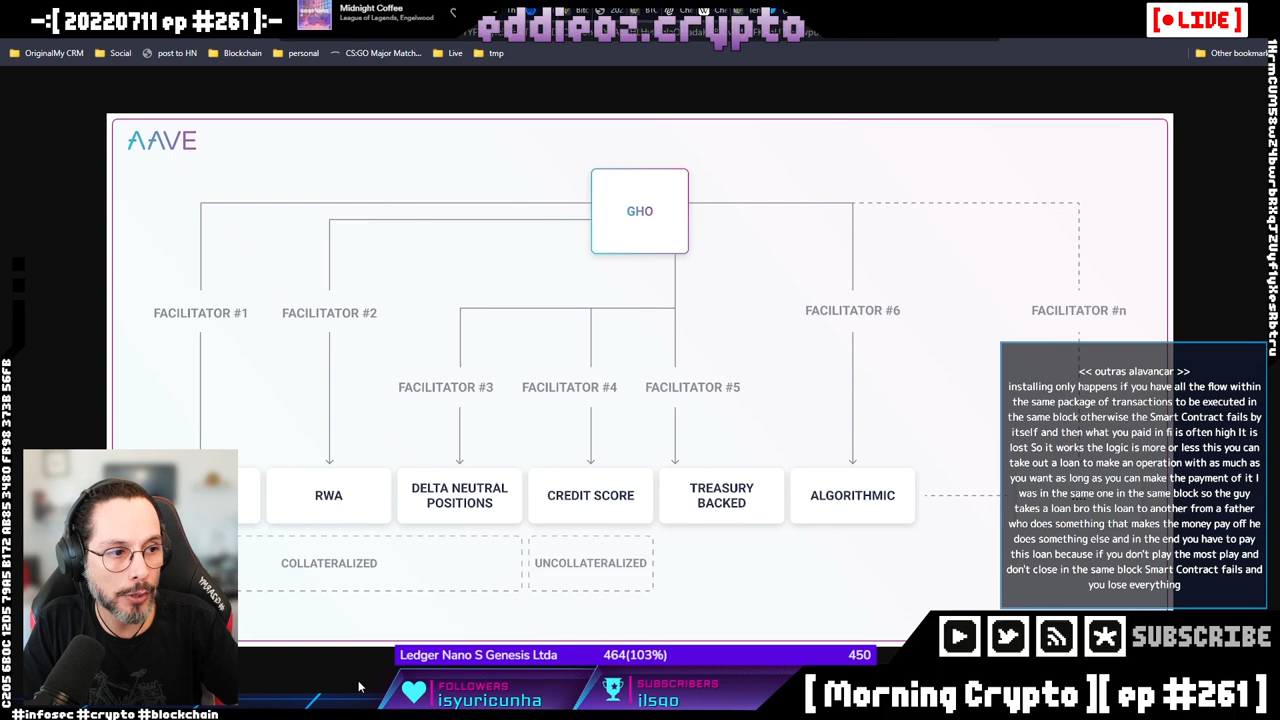 -:[ 20220711 ep #261 ]:-
Midnight Coffee
League of Legends, Engelwood
eddieoz.crypto
[• LIVE ]
OriginalMy CRM
Social
post to HN
Blockchain
personal
CS:GO Major Match...
Live
tmp
Other bookmark
AAVE
GHO
FACILITATOR #1
FACILITATOR #2
FACILITATOR #6
FACILITATOR #n
FACILITATOR #3
FACILITATOR #4
FACILITATOR #5
RWA
DELTA NEUTRAL
POSITIONS
CREDIT SCORE
TREASURY
BACKED
ALGORITHMIC
COLLATERALIZED
UNCOLLATERALIZED
<< outras alavancar >>
installing only happens if you have all the flow within
the same package of transactions to be executed in
the same block otherwise the Smart Contract fails by
itself and then what you paid in fi is often high It is
lost So it works the logic is more or less this you can
take out a loan to make an operation with as much as
you want as long as you can make the payment of it I
was in the same one in the same block so the guy
takes a loan bro this loan to another from a father
who does something that makes the money pay off he
does something else and in the end you have to pay
this loan because if you don't play the most play and
don't close in the same block Smart Contract fails and
you lose everything
SUBSCRIBE
Ledger Nano S Genesis Ltda
464(103%)
450
FOLLOWERS
isyuricunha
SUBSCRIBERS
ilsqo
[ Morning Crypto ][ ep #261 ]
#infosec #crypto #blockchain